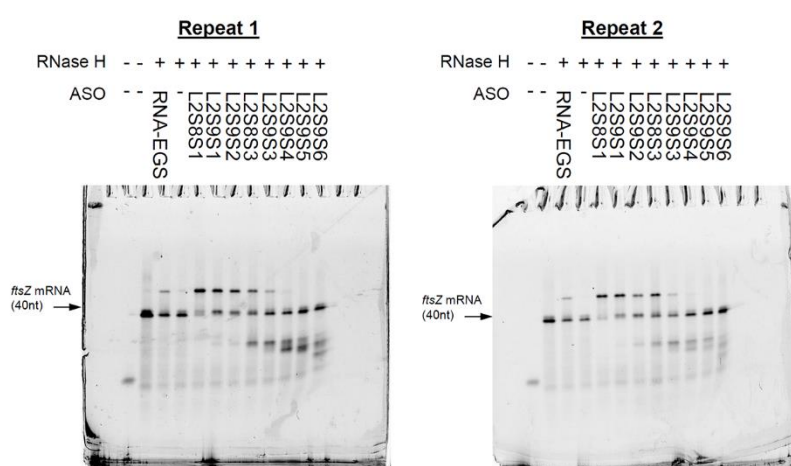 Repeat 1
RNase H - - + + + + + + + + + +
ASO - - RNA-EGS - L2S8S1 L2S9S1 L2S9S2 L2S8S3 L2S9S3 L2S9S4 L2S9S5 L2S9S6
ftsZ mRNA
(40nt)
Repeat 2
RNase H - - + + + + + + + + + +
ASO - - RNA-EGS - L2S8S1 L2S9S1 L2S9S2 L2S8S3 L2S9S3 L2S9S4 L2S9S5 L2S9S6
ftsZ mRNA
(40nt)